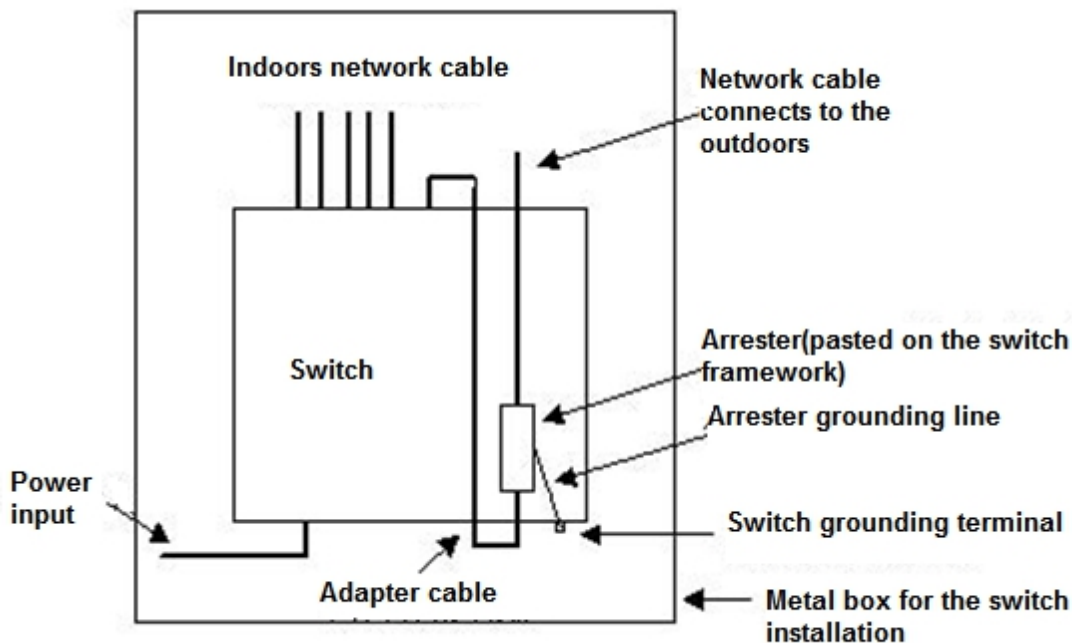 Indoors network cable
Network cable
connects to the
outdoors
Switch
Arrester(pasted on the switch
framework)
Arrester grounding line
Power
input
Switch grounding terminal
Adapter cable
Metal box for the switch
installation